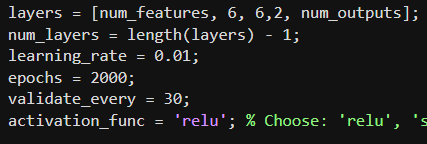 layers = [num_features, 6, 6,2, num_outputs];
num_layers = length(layers) - 1;
learning_rate = 0.01;
epochs = 2000;
validate_every = 30;
activation_func = 'relu'; % Choose: 'relu', 's